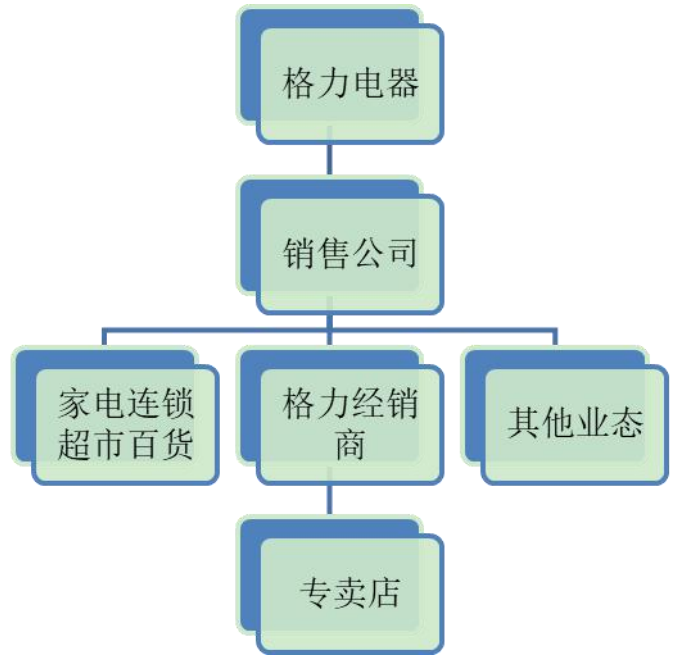 格力电器
销售公司
家电连锁
超市百货
格力经销
商
其他业态
专卖店